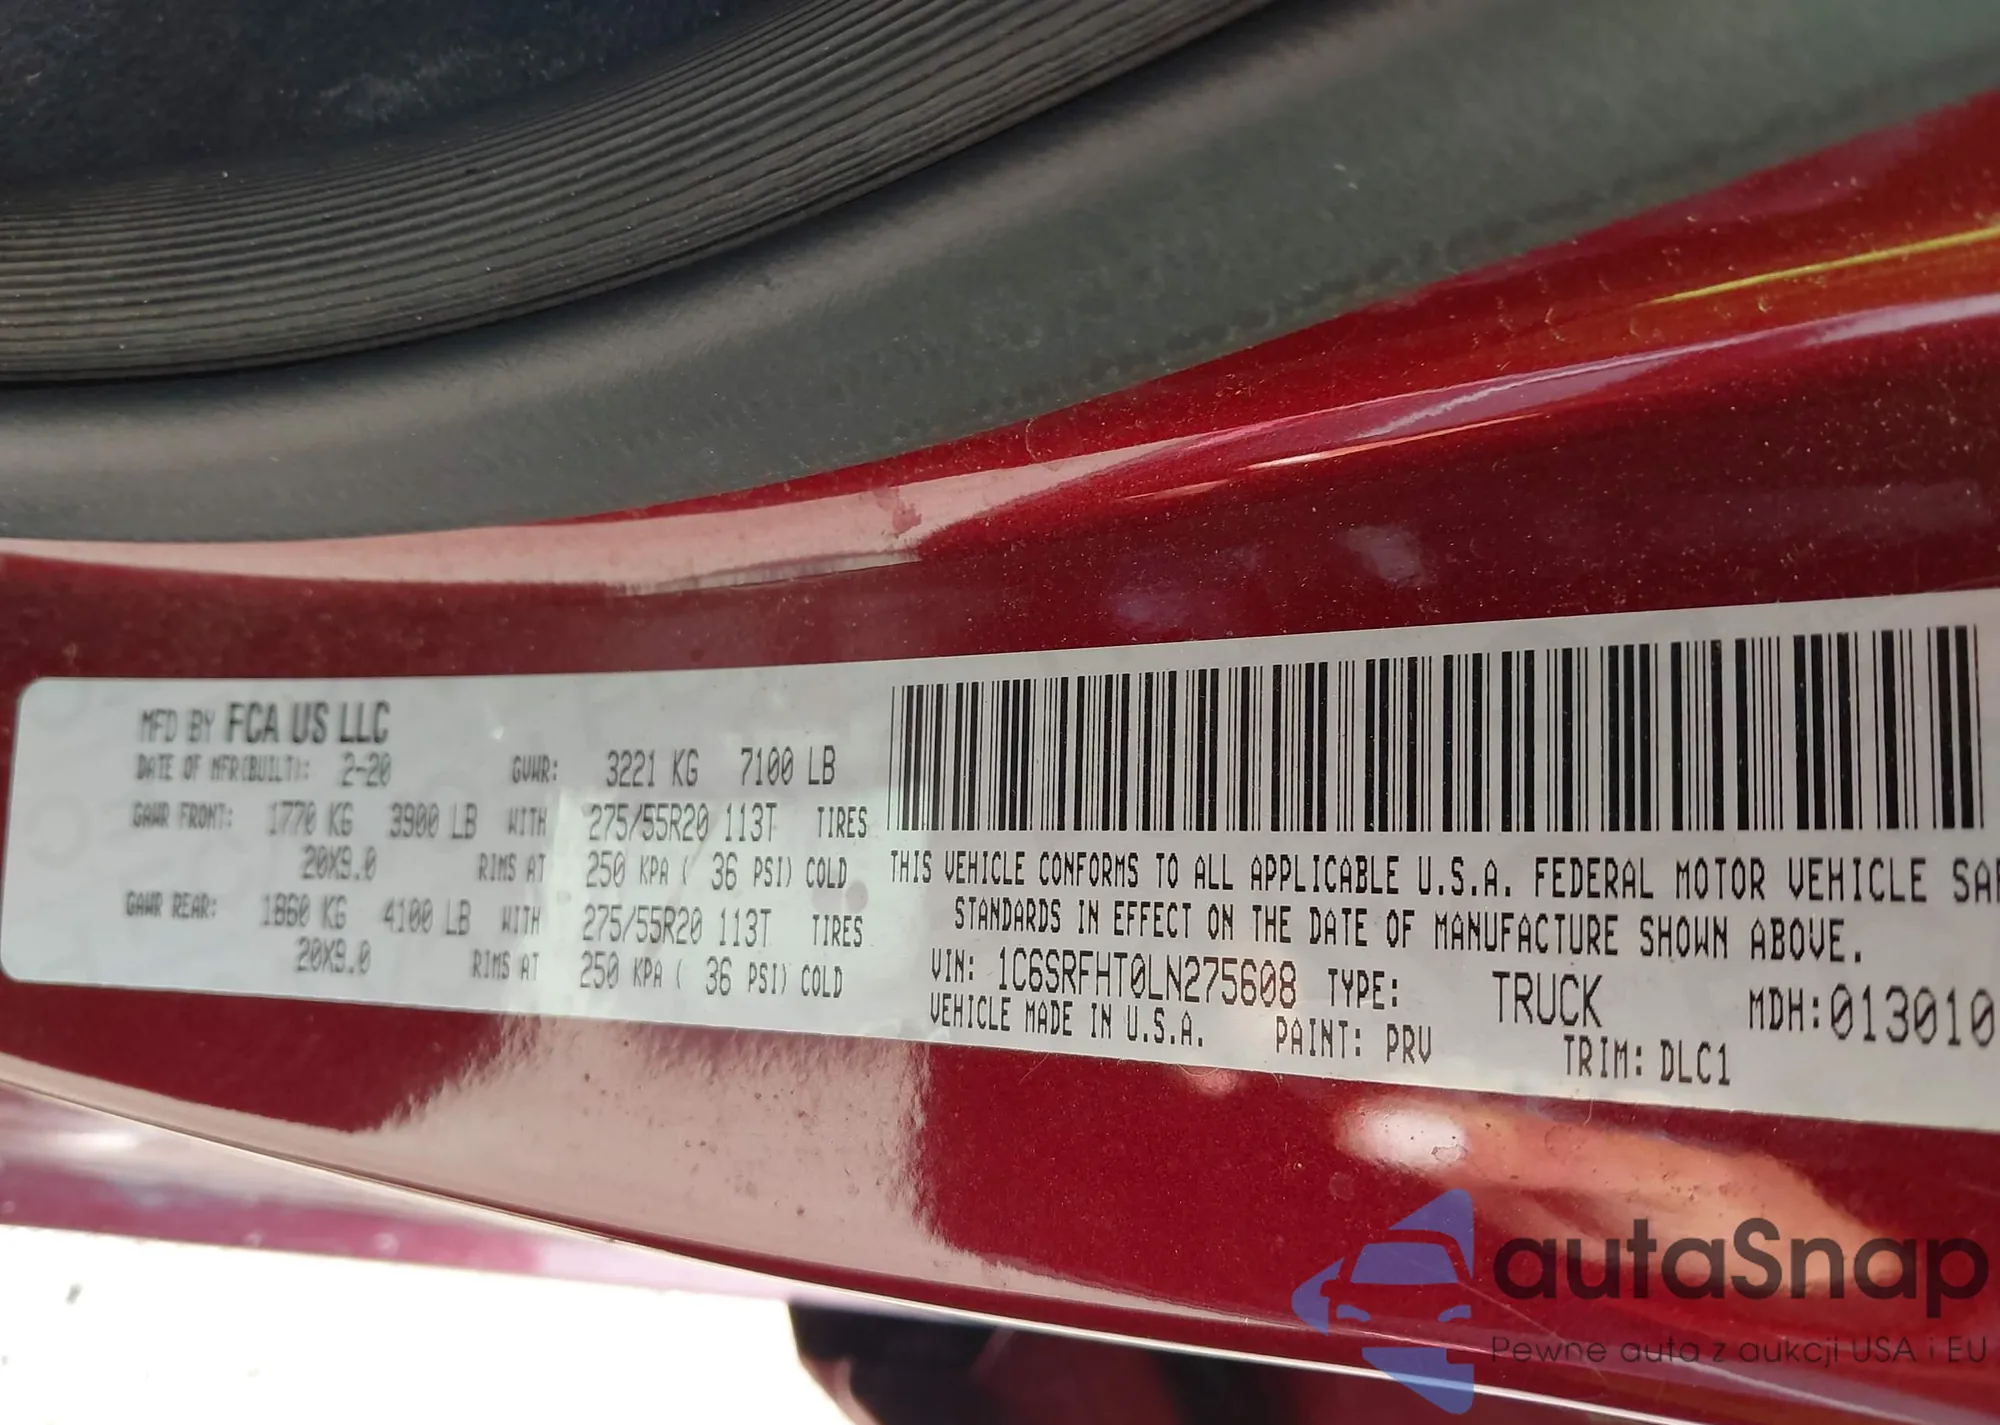 MFD BY FCA US LLC
DATE OF MFR(BUILT): 2-20 GVWR: 3221 KG 7100 LB
GAWR FRONT: 1770 KG 3900 LB WITH 275/55R20 113T TIRES
20X9.0 RIMS AT 250 KPA ( 36 PSI) COLD
GAWR REAR: 1860 KG 4100 LB WITH 275/55R20 113T TIRES
20X9.0 RIMS AT 250 KPA ( 36 PSI) COLD
THIS VEHICLE CONFORMS TO ALL APPLICABLE U.S.A. FEDERAL MOTOR VEHICLE
STANDARDS IN EFFECT ON THE DATE OF MANUFACTURE SHOWN ABOVE.
VIN: 1C6SRFHT0LN275608 TYPE: TRUCK MDH:013010
VEHICLE MADE IN U.S.A. PAINT: PRV TRIM: DLC1
autaSnap
Pewne auta z aukcji USA i EU